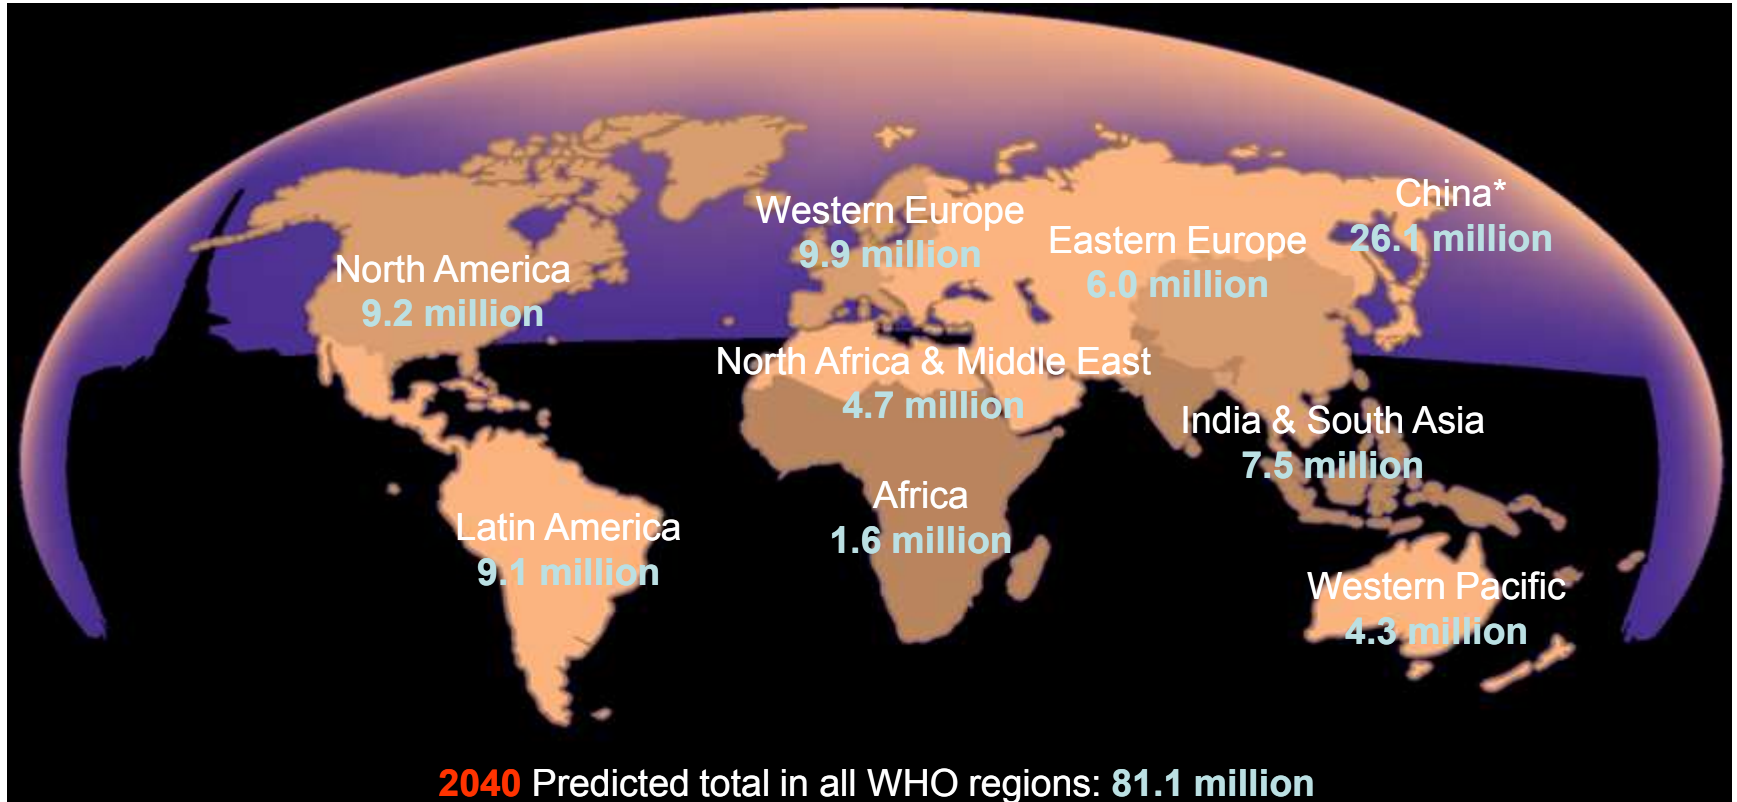 Western Europe
9.9 million
China*
26.1 million
Eastern Europe
6.0 million
North America
9.2 million
North Africa & Middle East
4.7 million
India & South Asia
7.5 million
Africa
1.6 million
Latin America
9.1 million
Western Pacific
4.3 million
2040 Predicted total in all WHO regions: 81.1 million